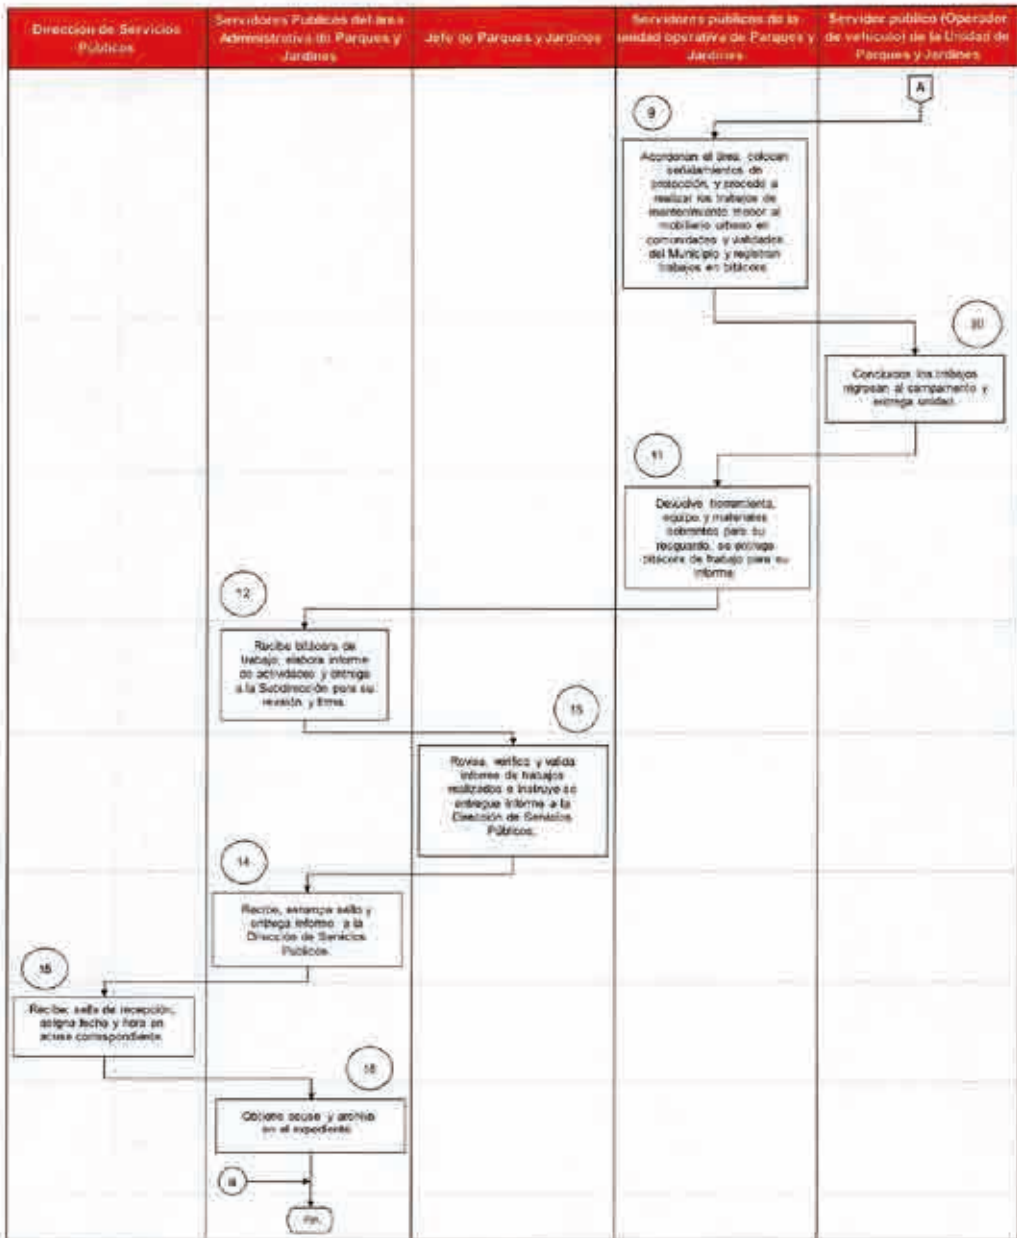 Dirección de Servicios
Públicos
Servidores Públicos del área
Administrativa de Parques y
Jardines
Jefe de Parques y Jardines
Servidores públicos de la
unidad operativa de Parques y
Jardines
Servidor público (Operador
de vehículo) de la Unidad de
Parques y Jardines
A
9
Acordonan el área, colocan
señalamientos de
protección, y procede a
realizar los trabajos de
mantenimiento menor al
mobiliario urbano en
comunidades y vialidades
del Municipio y registran
trabajos en bitácora
10
Concluidos los trabajos
regresan al campamento y
entrega unidad.
11
Devuelve herramienta,
equipo y materiales
sobrantes para su
resguardo, se entrega
bitácora de trabajo para su
informe
12
Recibe bitácora de
trabajo, elabora informe
de actividades y entrega
a la Subdirección para su
revisión y firma.
13
Revisa, verifica y valida
informe de trabajos
realizados e instruye se
entregue informe a la
Dirección de Servicios
Públicos.
14
Recibe, estampa sello y
entrega informe a la
Dirección de Servicios
Públicos.
15
Recibe, sella de recepción,
asigna fecha y hora en
acuse correspondiente.
16
Obtiene acuse y archiva
en el expediente
a
Fin.